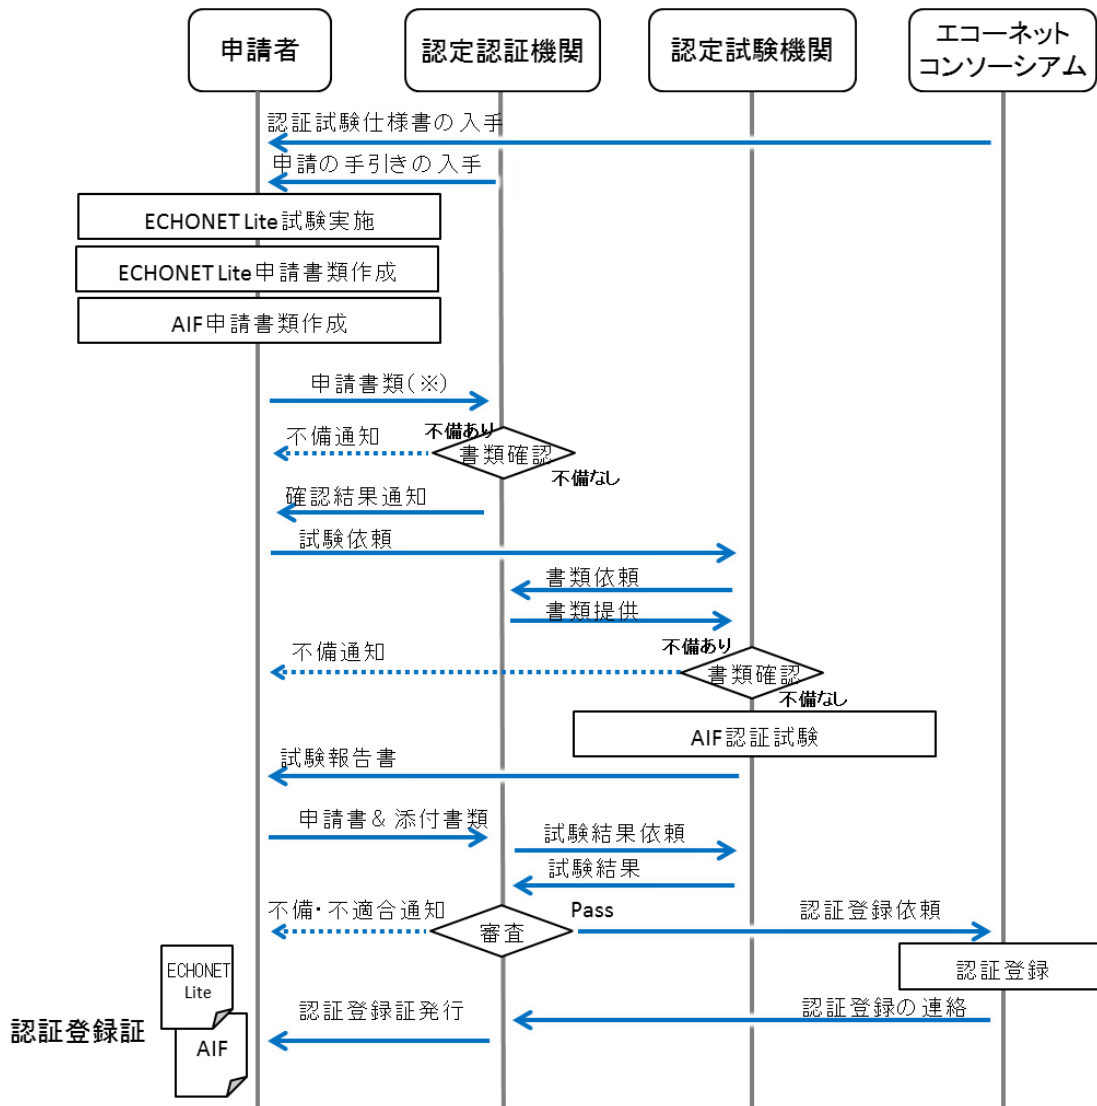 申請者
認定認証機関
認定試験機関
エコーネット
コンソーシアム
認証試験仕様書の入手
申請の手引きの入手
ECHONET Lite試験実施
ECHONET Lite申請書類作成
AIF申請書類作成
申請書類(※)
不備通知
不備あり
書類確認
不備なし
確認結果通知
試験依頼
書類依頼
書類提供
不備通知
不備あり
書類確認
不備なし
AIF認証試験
試験報告書
申請書& 添付書類
試験結果依頼
試験結果
不備・不適合通知
審査
Pass
認証登録依頼
認証登録
ECHONET
Lite
認証登録証発行
認証登録の連絡
認証登録証
AIF